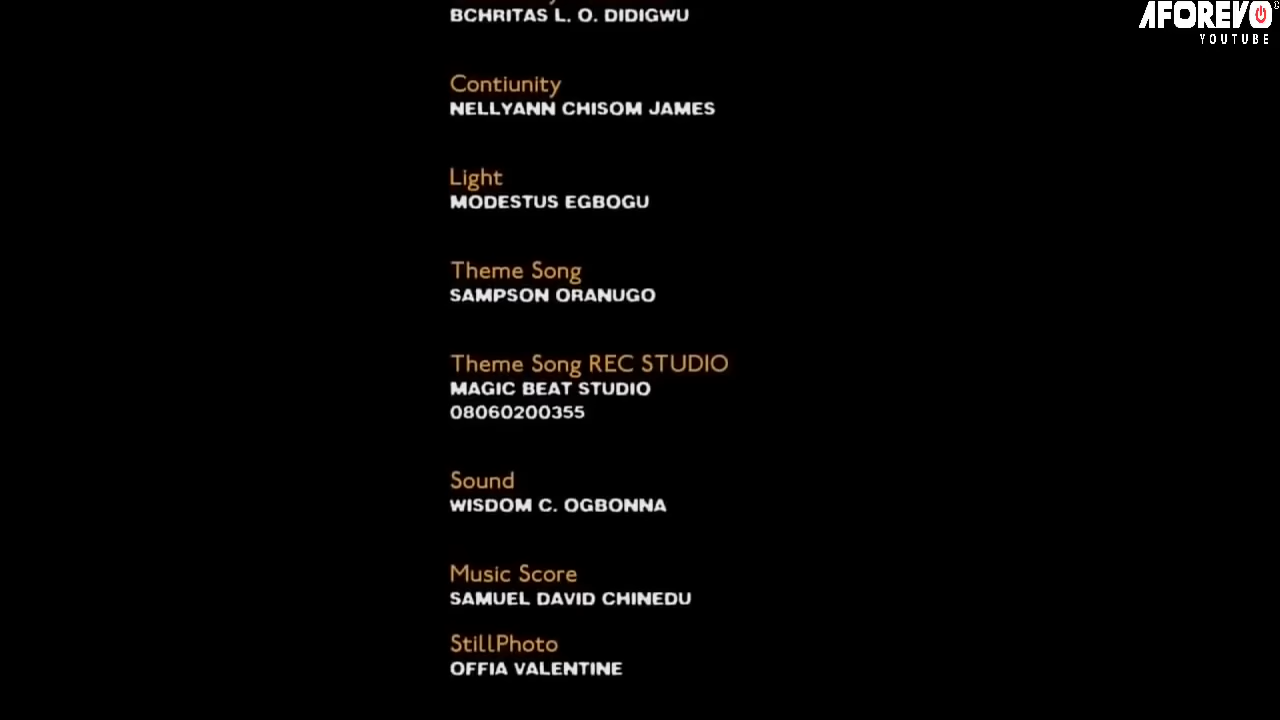 AFOREVO
YOUTUBE
BCHRITAS L. O. DIDIGWU
Contiunity
NELLYANN CHISOM JAMES
Light
MODESTUS EGBOGU
Theme Song
SAMPSON ORANUGO
Theme Song REC STUDIO
MAGIC BEAT STUDIO
08060200355
Sound
WISDOM C. OGBONNA
Music Score
SAMUEL DAVID CHINEDU
StillPhoto
OFFIA VALENTINE